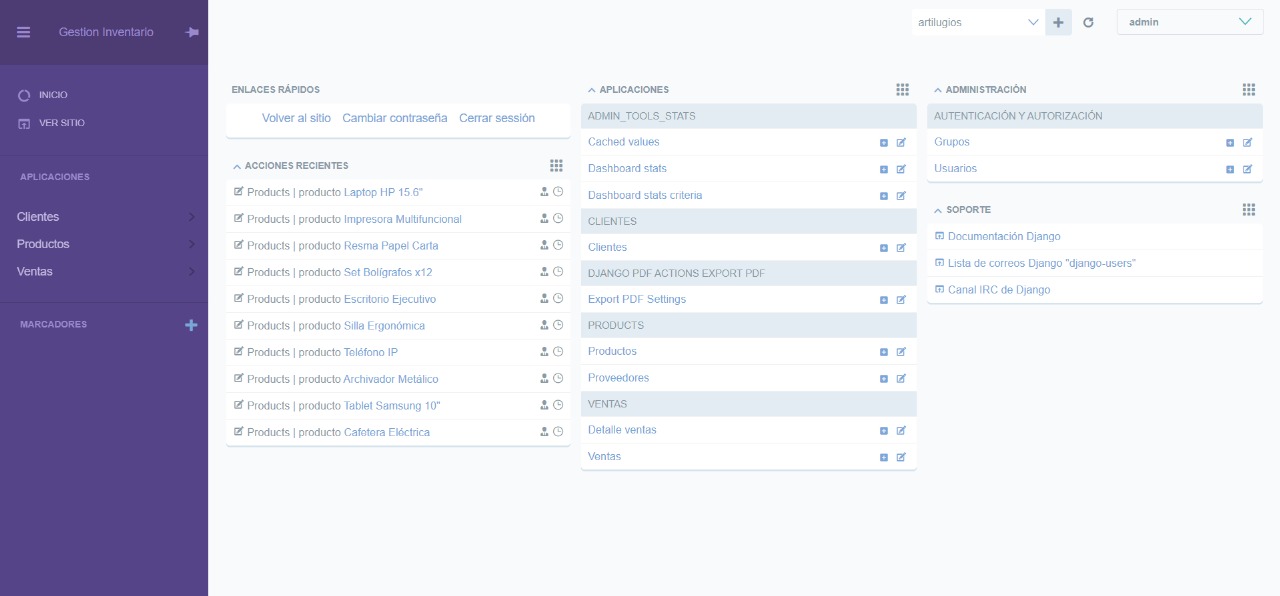 Gestion Inventario
INICIO
VER SITIO
APLICACIONES
Clientes
Productos
Ventas
MARCADORES
artilugios
admin
ENLACES RÁPIDOS
Volver al sitio Cambiar contraseña Cerrar sesión
ACCIONES RECIENTES
Products | producto Laptop HP 15.6"
Products | producto Impresora Multifuncional
Products | producto Resma Papel Carta
Products | producto Set Bolígrafos x12
Products | producto Escritorio Ejecutivo
Products | producto Silla Ergonómica
Products | producto Teléfono IP
Products | producto Archivador Metálico
Products | producto Tablet Samsung 10"
Products | producto Cafetera Eléctrica
APLICACIONES
ADMIN_TOOLS_STATS
Cached values
Dashboard stats
Dashboard stats criteria
CLIENTES
Clientes
DJANGO PDF ACTIONS EXPORT PDF
Export PDF Settings
PRODUCTS
Productos
Proveedores
VENTAS
Detalle ventas
Ventas
ADMINISTRACIÓN
AUTENTICACIÓN Y AUTORIZACIÓN
Grupos
Usuarios
SOPORTE
Documentación Django
Lista de correos Django "django-users"
Canal IRC de Django